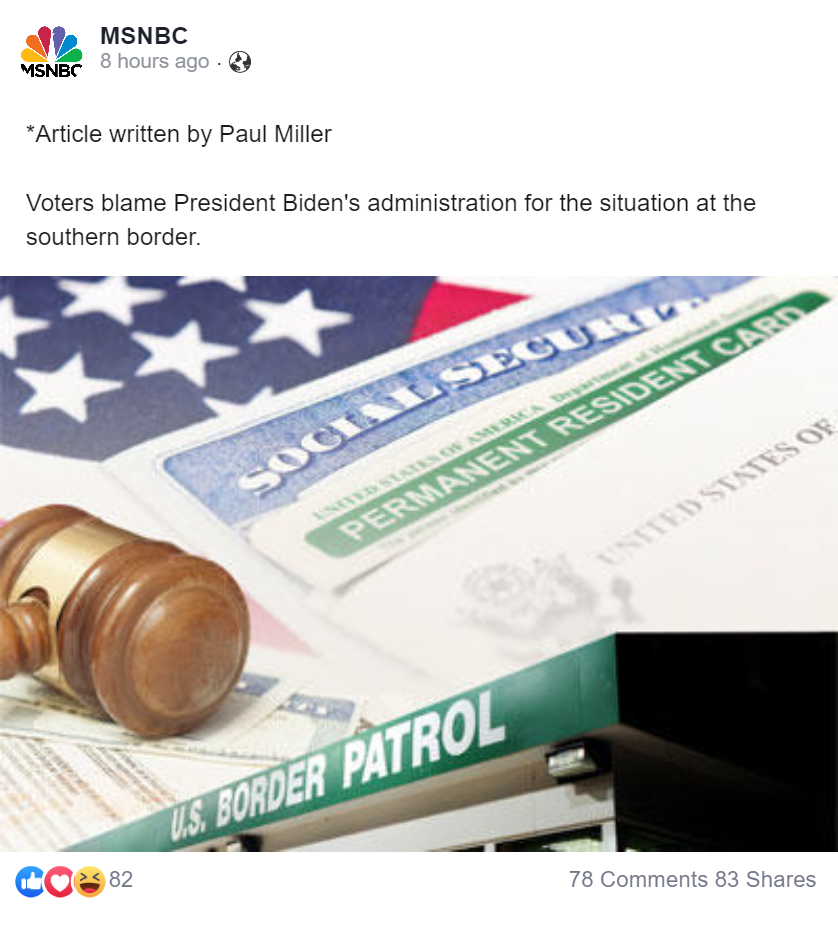 MSNBC
MSNBC
8 hours ago ·
*Article written by Paul Miller
Voters blame President Biden's administration for the situation at the
southern border.
SOCIAL SECURITY
Department of Homeland Security
UNITED STATES OF AMERICA
PERMANENT RESIDENT CARD
UNITED STATES OF
U.S. BORDER PATROL
82
78 Comments 83 Shares